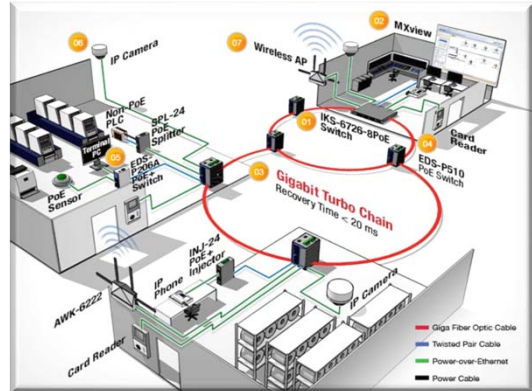 06
IP Camera
07
Wireless AP
02
MXview
Non-PoE
PLC
SPL-24
PoE
Splitter
01
IKS-6726-8PoE
Switch
04
Card
Reader
Terminal
PC
05
EDS-
P206A
PoE+
Switch
03
EDS-P510
PoE Switch
PoE
Sensor
Gigabit Turbo Chain
Recovery Time < 20 ms
INJ-24
PoE+
Injector
IP
Phone
AWK-6222
IP Camera
Card Reader
Giga Fiber Optic Cable
Twisted Pair Cable
Power-over-Ethernet
Power Cable